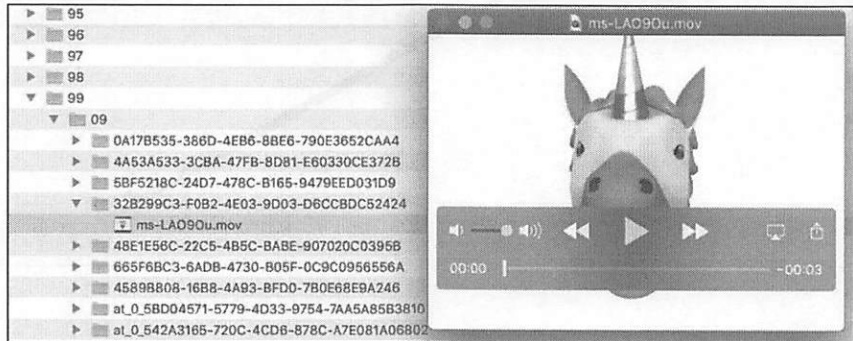 95
96
97
98
99
09
0A17B535-386D-4EB6-8BE6-790E3652CAA4
4A53A533-3CBA-47FB-8D81-E60330CE372B
5BF5218C-24D7-478C-B165-9479EED031D9
32B299C3-F0B2-4E03-9D03-D6CCBDC52424
ms-LAO9Ou.mov
48E1E56C-22C5-4B5C-BABE-907020C0395B
665F6BC3-6ADB-4730-B05F-0C9C0956556A
4589B808-16B8-4A93-BFD0-7B0E68E9A246
at_0_5BD04571-5779-4D33-9754-7AA5A85B3810
at_0_542A3165-720C-4CD6-878C-A7E081A06802
ms-LAO9Ou.mov
00:00
-00:03